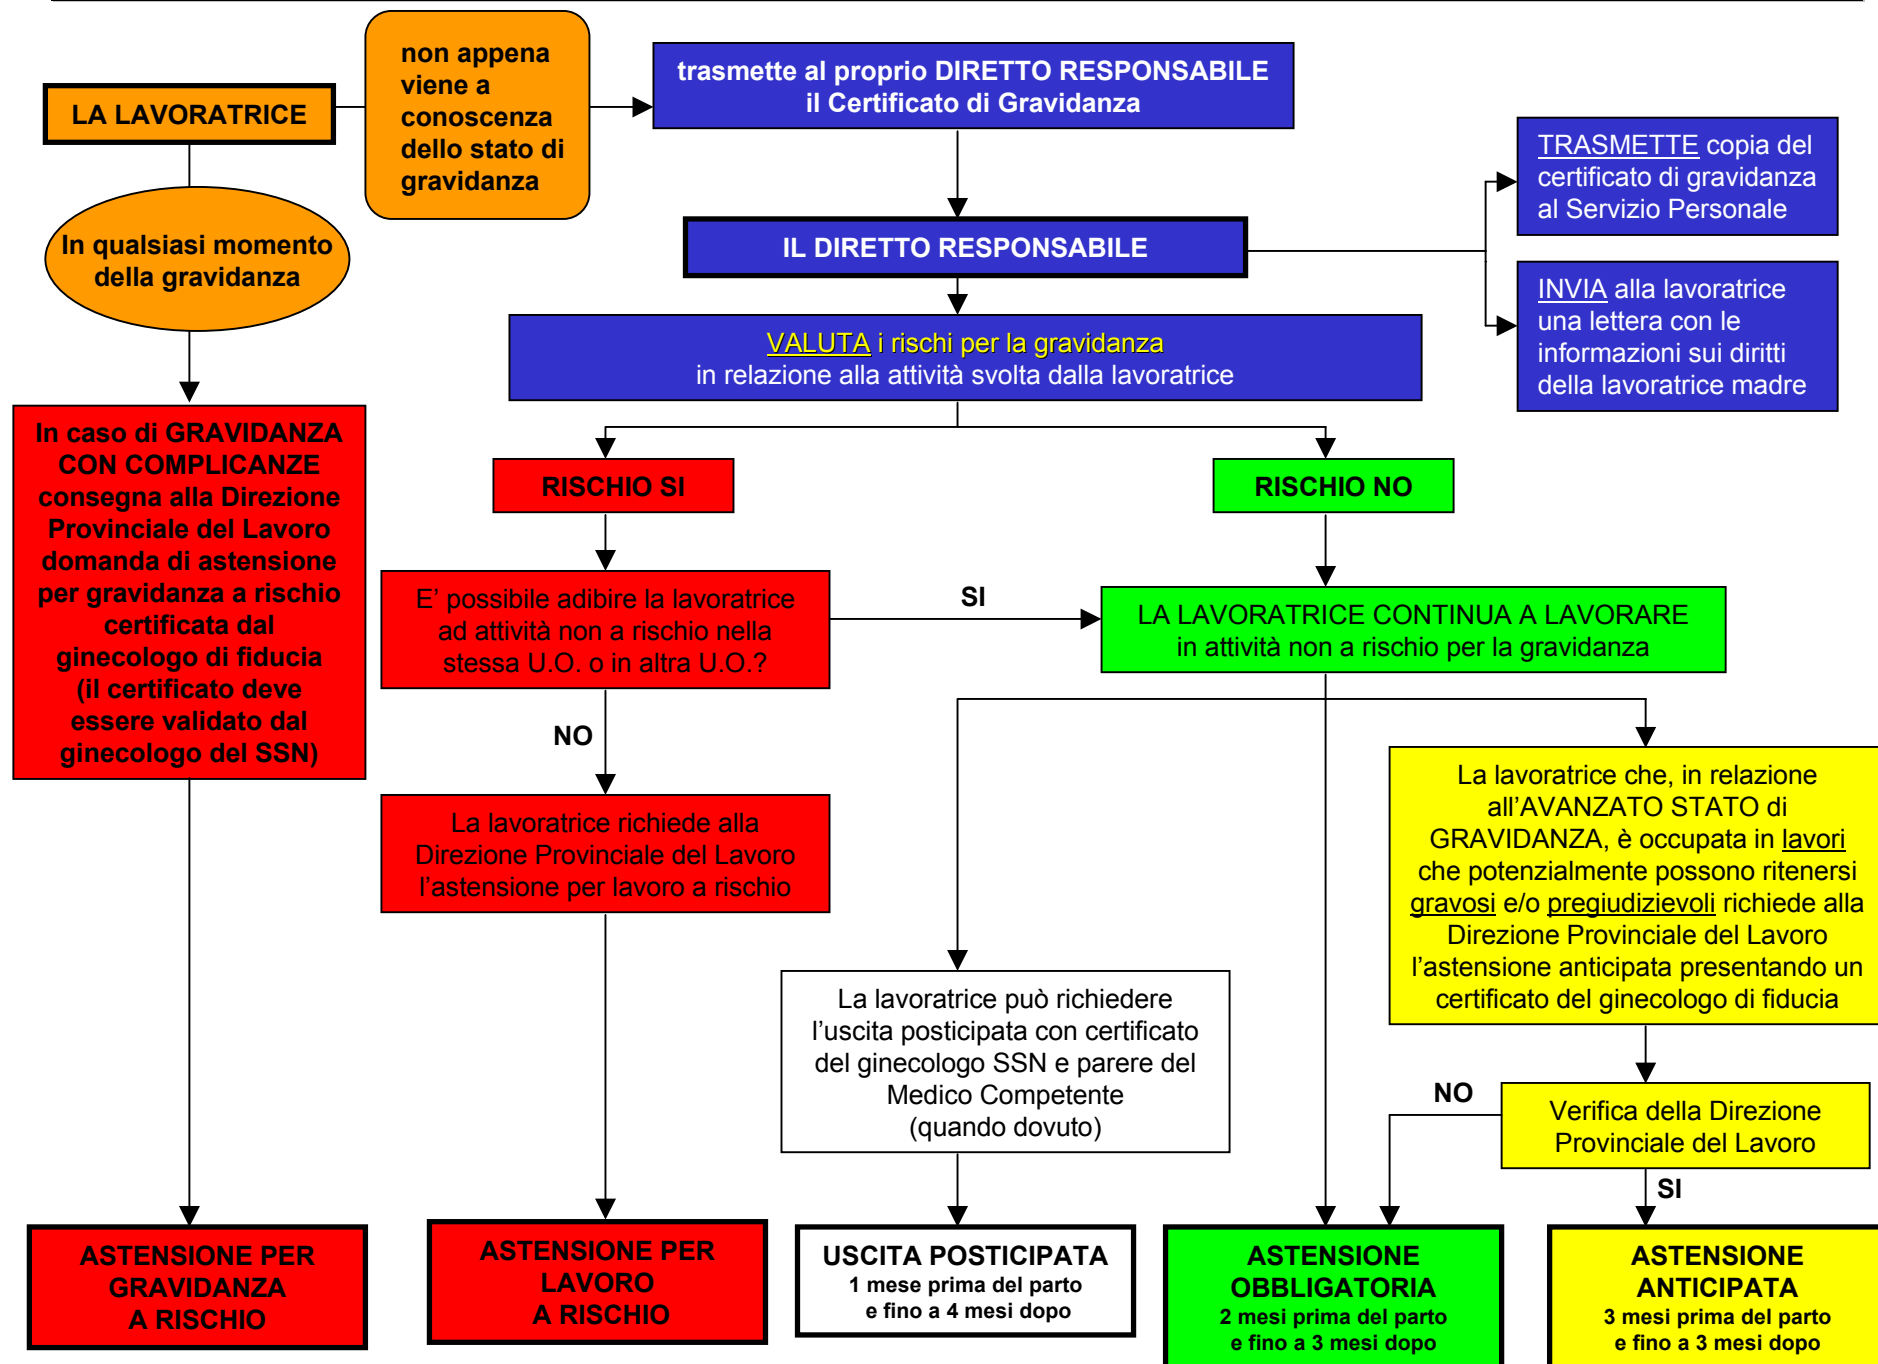 LA LAVORATRICE
non appena
viene a
conoscenza
dello stato di
gravidanza
trasmette al proprio DIRETTO RESPONSABILE
il Certificato di Gravidanza
TRASMETTE copia del
certificato di gravidanza
al Servizio Personale
In qualsiasi momento
della gravidanza
IL DIRETTO RESPONSABILE
INVIA alla lavoratrice
una lettera con le
informazioni sui diritti
della lavoratrice madre
VALUTA i rischi per la gravidanza
in relazione alla attività svolta dalla lavoratrice
In caso di GRAVIDANZA
CON COMPLICANZE
consegna alla Direzione
Provinciale del Lavoro
domanda di astensione
per gravidanza a rischio
certificata dal
ginecologo di fiducia
(il certificato deve
essere validato dal
ginecologo del SSN)
RISCHIO SI
RISCHIO NO
E' possibile adibire la lavoratrice
ad attività non a rischio nella
stessa U.O. o in altra U.O.?
SI
LA LAVORATRICE CONTINUA A LAVORARE
in attività non a rischio per la gravidanza
NO
La lavoratrice richiede alla
Direzione Provinciale del Lavoro
l'astensione per lavoro a rischio
La lavoratrice che, in relazione
all'AVANZATO STATO di
GRAVIDANZA, è occupata in lavori
che potenzialmente possono ritenersi
gravosi e/o pregiudizievoli richiede alla
Direzione Provinciale del Lavoro
l'astensione anticipata presentando un
certificato del ginecologo di fiducia
La lavoratrice può richiedere
l'uscita posticipata con certificato
del ginecologo SSN e parere del
Medico Competente
(quando dovuto)
NO
Verifica della Direzione
Provinciale del Lavoro
SI
ASTENSIONE PER
GRAVIDANZA
A RISCHIO
ASTENSIONE PER
LAVORO
A RISCHIO
USCITA POSTICIPATA
1 mese prima del parto
e fino a 4 mesi dopo
ASTENSIONE
OBBLIGATORIA
2 mesi prima del parto
e fino a 3 mesi dopo
ASTENSIONE
ANTICIPATA
3 mesi prima del parto
e fino a 3 mesi dopo